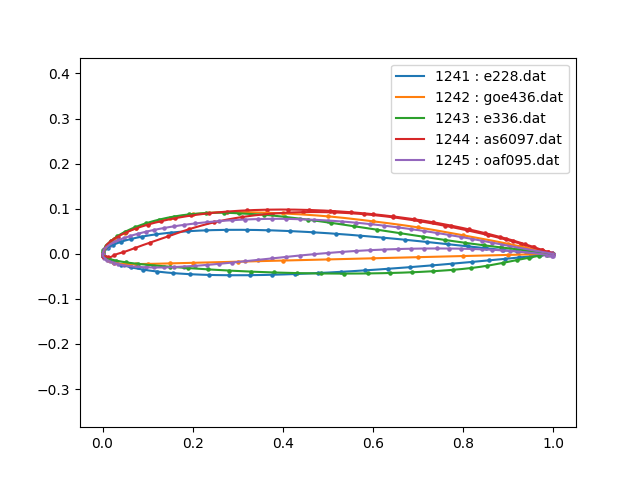 0.4
0.3
0.2
0.1
0.0
−0.1
−0.2
−0.3
0.0 0.2 0.4 0.6 0.8 1.0
1241 : e228.dat
1242 : goe436.dat
1243 : e336.dat
1244 : as6097.dat
1245 : oaf095.dat